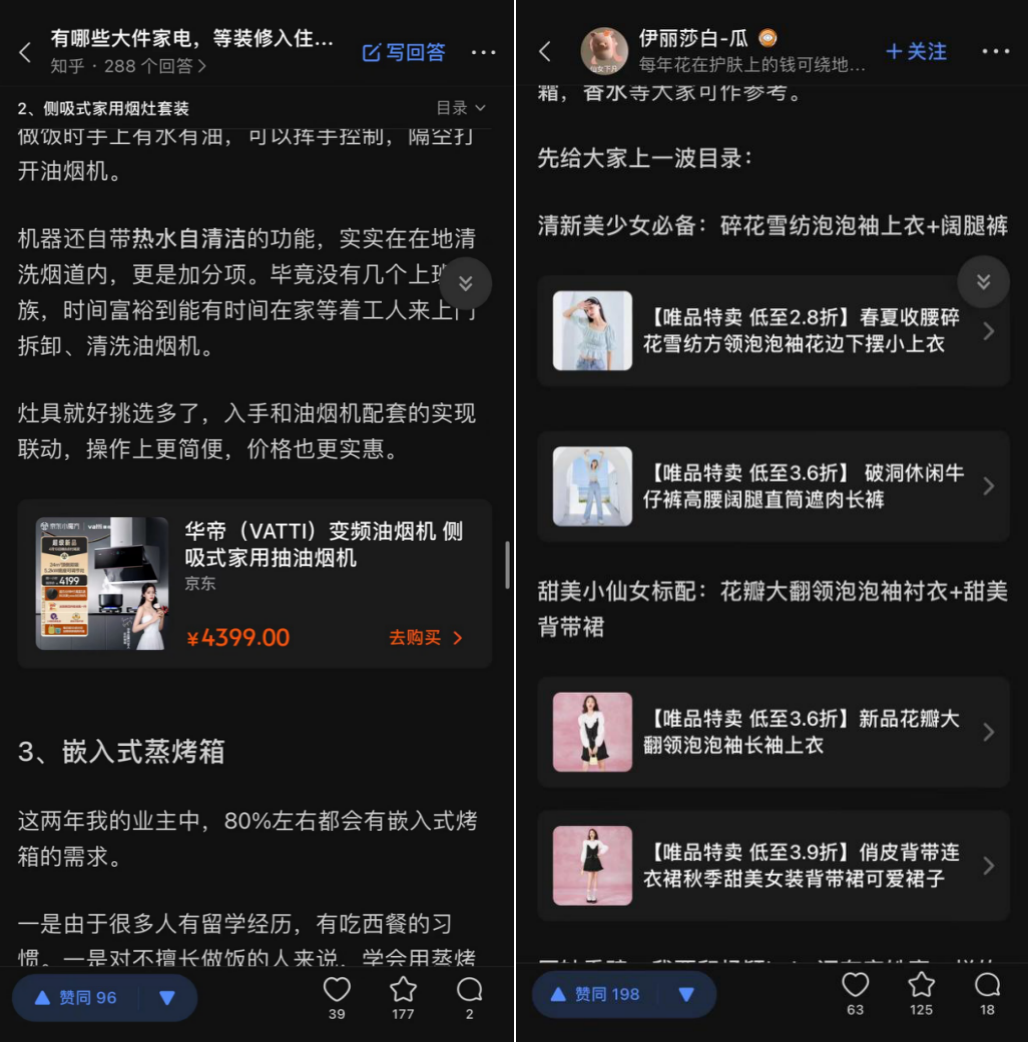 有哪些大件家电，等装修入住...
知乎 · 288 个回答
写回答
2、侧吸式家用烟灶套装
目录
做饭时手上有水有油，可以挥手控制，隔空打
开油烟机。
机器还自带热水自清洁的功能，实实在在地清
洗烟道内，更是加分项。毕竟没有几个上班
族，时间富裕到能有时间在家等着工人来上门
拆卸、清洗油烟机。
灶具就好挑选多了，入手和油烟机配套的实现
联动，操作上更简便，价格也更实惠。
vatti
4199
华帝（VATTI）变频油烟机 侧
吸式家用抽油烟机
京东
¥4399.00
去购买
3、嵌入式蒸烤箱
这两年我的业主中，80%左右都会有嵌入式烤
箱的需求。
一是由于很多人有留学经历，有吃西餐的习
惯。一是对不擅长做饭的人来说，学会用蒸烤
赞同 96
39
177
2
伊丽莎白-瓜
每年花在护肤上的钱可绕地...
+关注
霜，香水等大家可作参考。
先给大家上一波目录：
清新美少女必备：碎花雪纺泡泡袖上衣+阔腿裤
【唯品特卖 低至2.8折】春夏收腰碎
花雪纺方领泡泡袖花边下摆小上衣
【唯品特卖 低至3.6折】 破洞休闲牛
仔裤高腰阔腿直筒遮肉长裤
甜美小仙女标配：花瓣大翻领泡泡袖衬衣+甜美
背带裙
【唯品特卖 低至3.6折】新品花瓣大
翻领泡泡袖长袖上衣
【唯品特卖 低至3.9折】俏皮背带连
衣裙秋季甜美女装背带裙可爱裙子
赞同 198
63
125
18